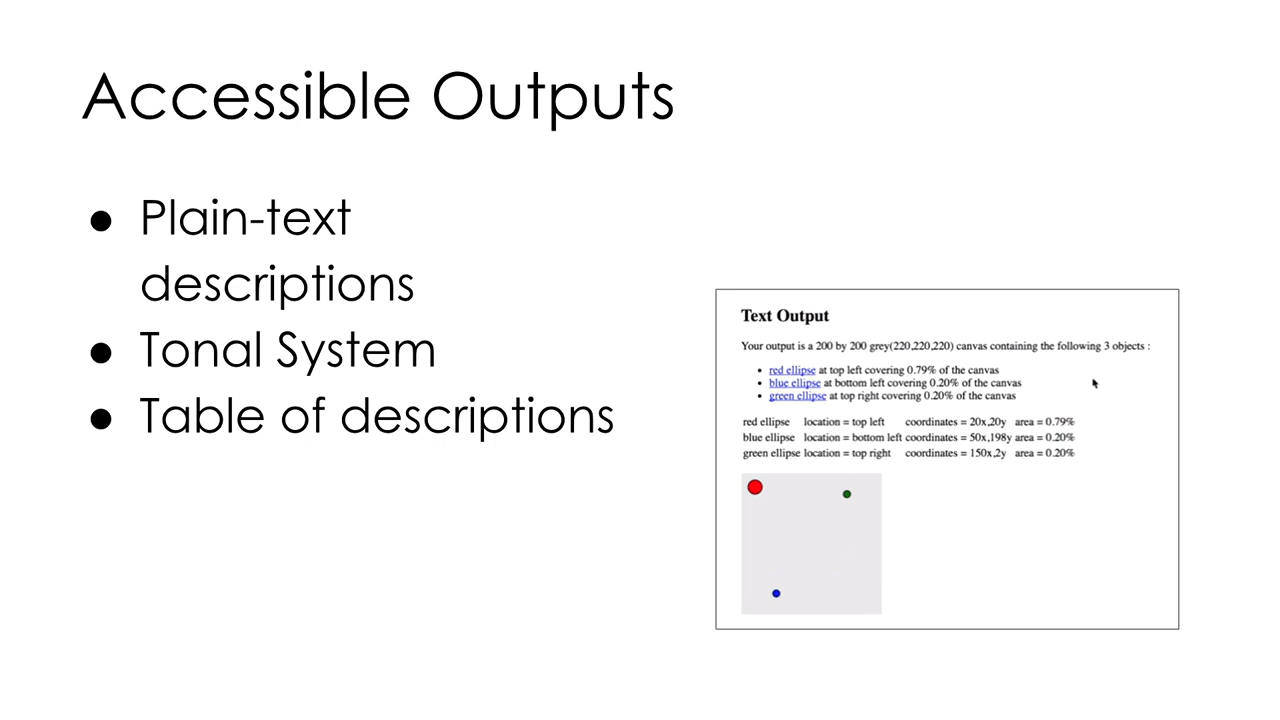 Accessible Outputs
● Plain-text
descriptions
● Tonal System
● Table of descriptions
Text Output
Your output is a 200 by 200 grey(220,220,220) canvas containing the following 3 objects :
• red ellipse at top left covering 0.79% of the canvas
• blue ellipse at bottom left covering 0.20% of the canvas
• green ellipse at top right covering 0.20% of the canvas
red ellipse location = top left coordinates = 20x,20y area = 0.79%
blue ellipse location = bottom left coordinates = 50x,198y area = 0.20%
green ellipse location = top right coordinates = 150x,2y area = 0.20%